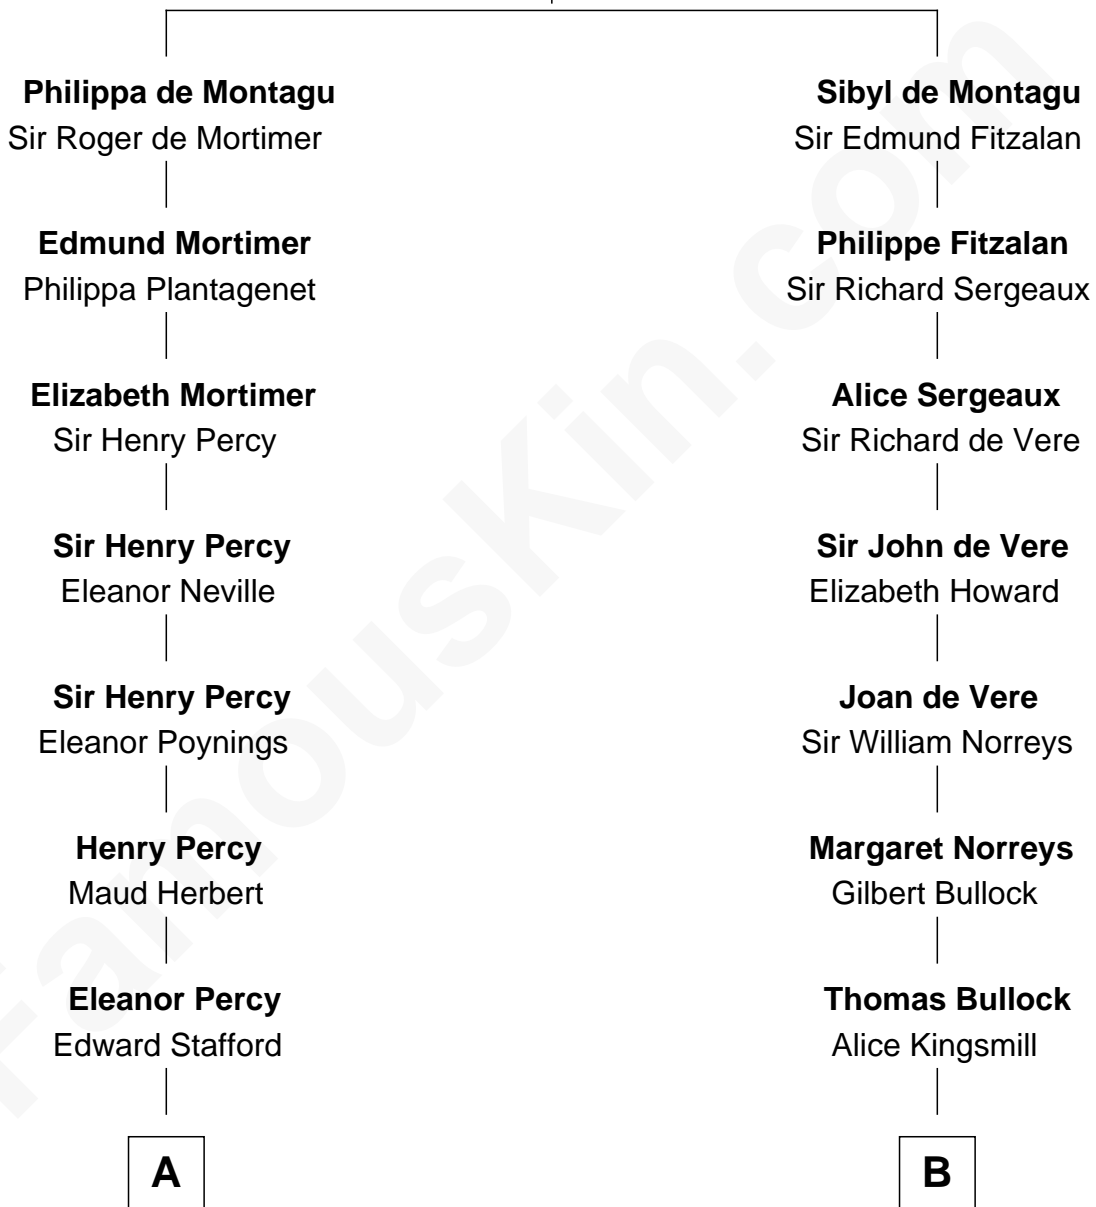 Philippa de Montagu
Sir Roger de Mortimer
Edmund Mortimer
Philippa Plantagenet
Elizabeth Mortimer
Sir Henry Percy
Sir Henry Percy
Eleanor Neville
Sir Henry Percy
Eleanor Poynings
Henry Percy
Maud Herbert
Eleanor Percy
Edward Stafford
A
Sibyl de Montagu
Sir Edmund Fitzalan
Philippe Fitzalan
Sir Richard Sergeaux
Alice Sergeaux
Sir Richard de Vere
Sir John de Vere
Elizabeth Howard
Joan de Vere
Sir William Norreys
Margaret Norreys
Gilbert Bullock
Thomas Bullock
Alice Kingsmill
B
FamousKin.com